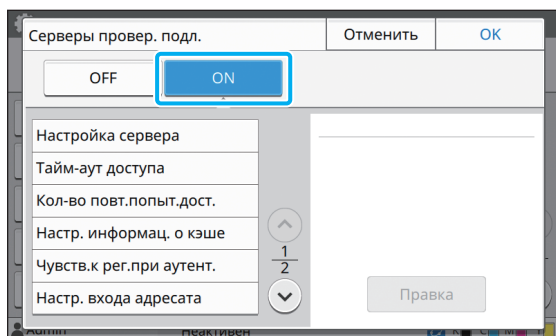 Серверы провер. подл.
Отменить
OK
OFF
ON
Настройка сервера
Тайм-аут доступа
Кол-во повт.попыт.дост.
Настр. информац. о кэше
Чувств.к рег.при аутент.
Настр. входа адресата
1
2
Правка
Admin
Неактивен
K
C
M
Y